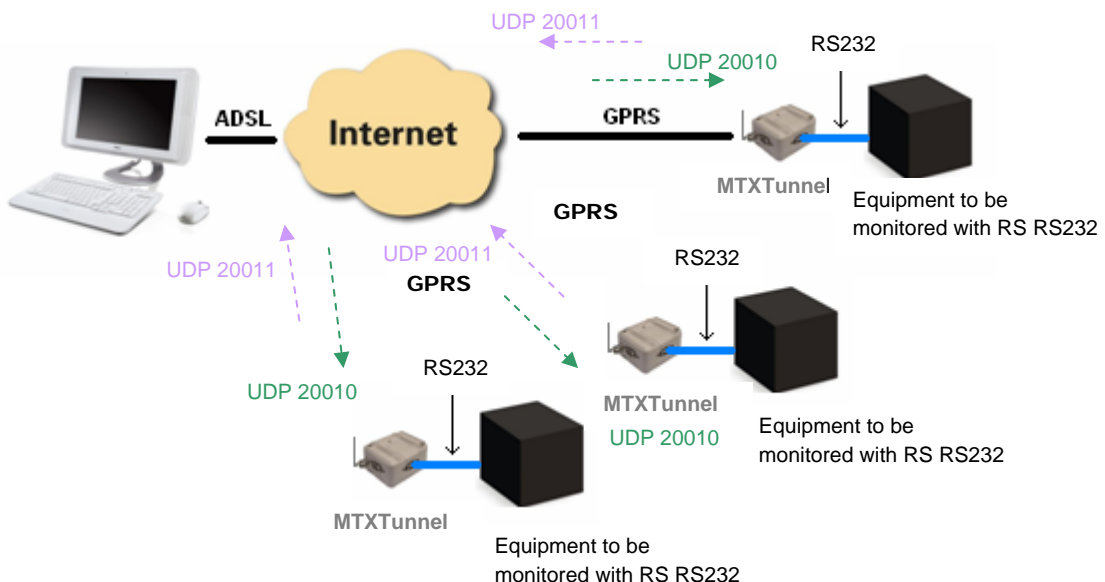 UDP 20011
RS232
UDP 20010
ADSL
Internet
GPRS
MTXTunnel
Equipment to be
monitored with RS RS232
GPRS
UDP 20011
UDP 20011
GPRS
RS232
UDP 20010
RS232
MTXTunnel
UDP 20010
Equipment to be
monitored with RS RS232
MTXTunnel
Equipment to be
monitored with RS RS232